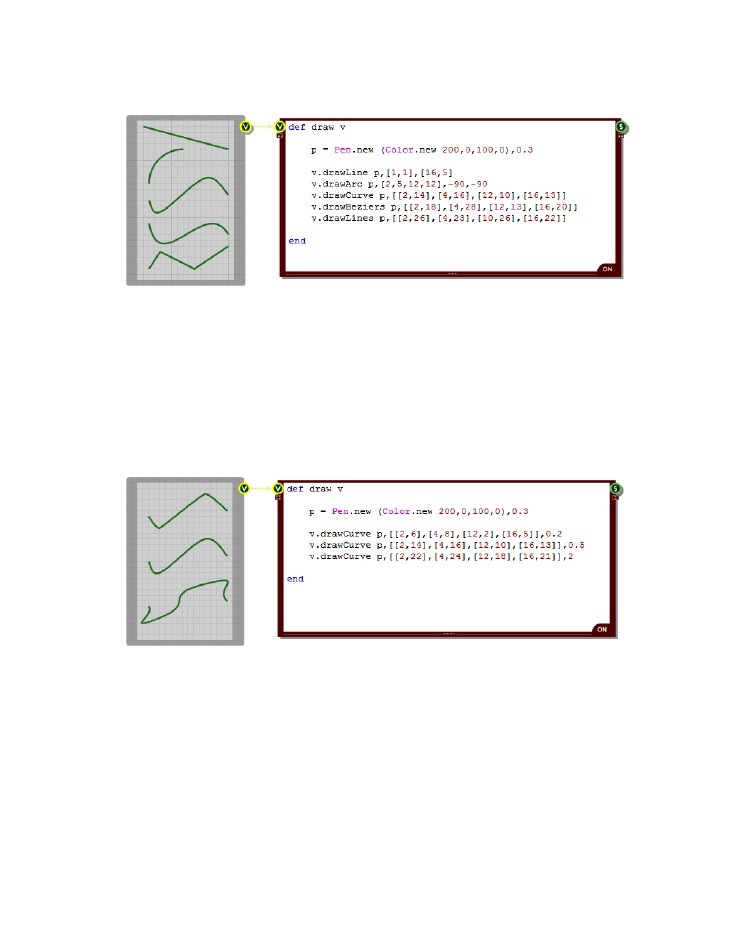 V V def draw v S
p = Pen.new (Color.new 200,0,100,0),0.3
v.drawLine p,[1,1],[16,5]
v.drawArc p,[2,5,12,12],-90,-90
v.drawCurve p,[[2,14],[4,16],[12,10],[16,13]]
v.drawBeziers p,[[2,18],[4,28],[12,13],[16,20]]
v.drawLines p,[[2,26],[4,23],[10,26],[16,22]]
end
ON
V V def draw v S
p = Pen.new (Color.new 200,0,100,0),0.3
v.drawCurve p,[[2,6],[4,8],[12,2],[16,5]],0.2
v.drawCurve p,[[2,14],[4,16],[12,10],[16,13]],0.5
v.drawCurve p,[[2,22],[4,24],[12,18],[16,21]],2
end
ON